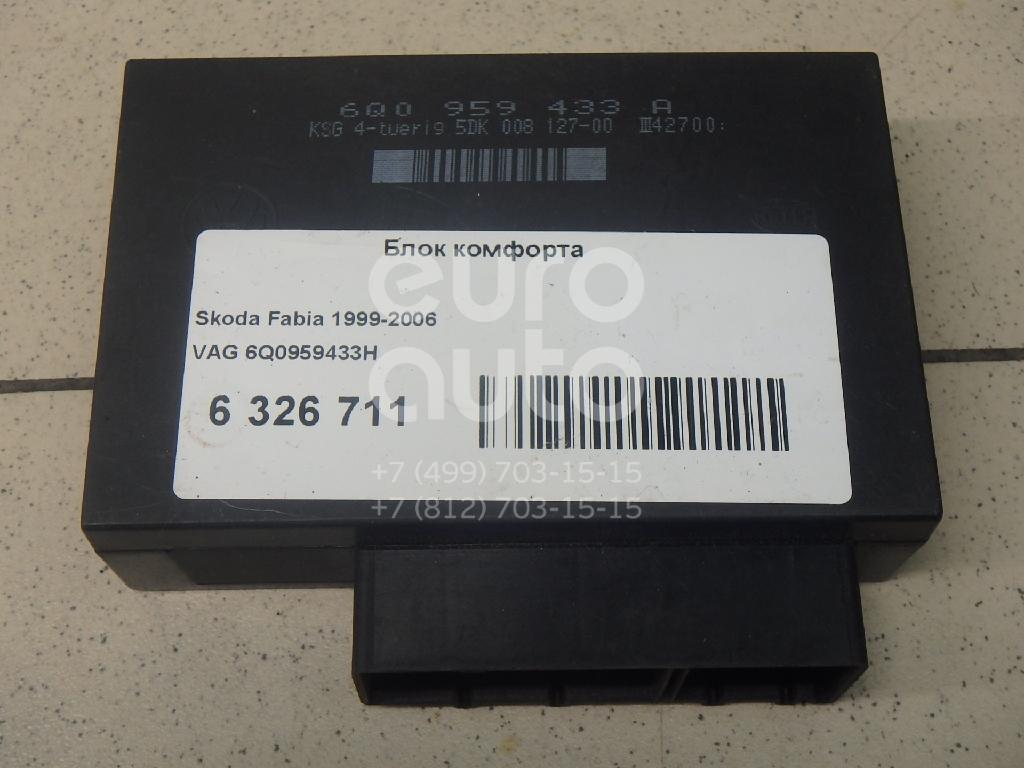 6Q0 959 433 A
KSG 4-tuerig 5DK 008 127-00 III42700:
Блок комфорта
Skoda Fabia 1999-2006
VAG 6Q0959433H
6 326 711
euro
auto
+7 (499) 703-15-15
+7 (812) 703-15-15